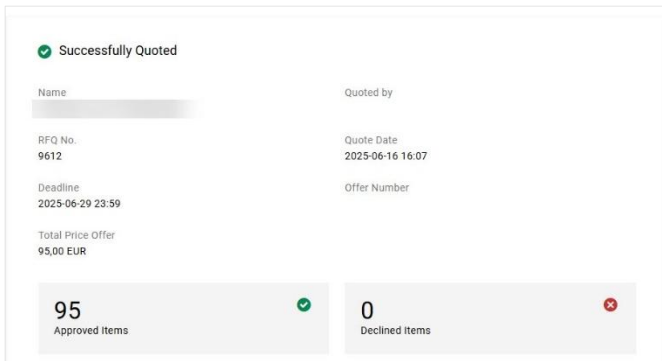 Successfully Quoted
Name
Quoted by
RFQ No.
9612
Quote Date
2025-06-16 16:07
Deadline
2025-06-29 23:59
Offer Number
Total Price Offer
95,00 EUR
95
Approved Items
0
Declined Items